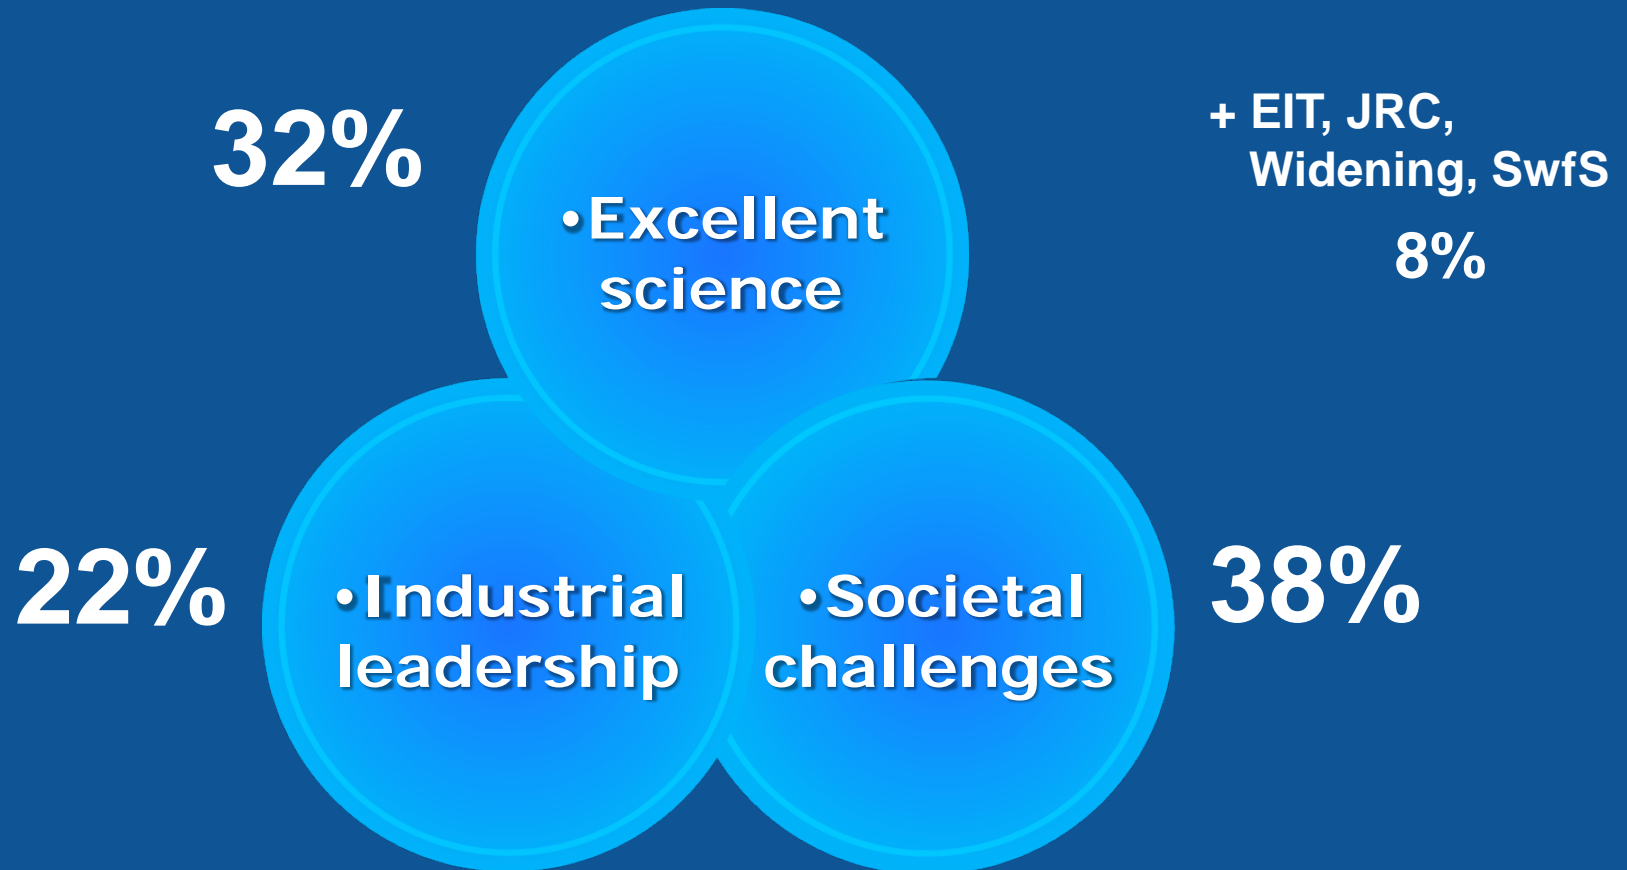 32%
•Excellent
science
+ EIT, JRC,
Widening, SwfS
8%
22%
•Industrial
leadership
•Societal
challenges
38%